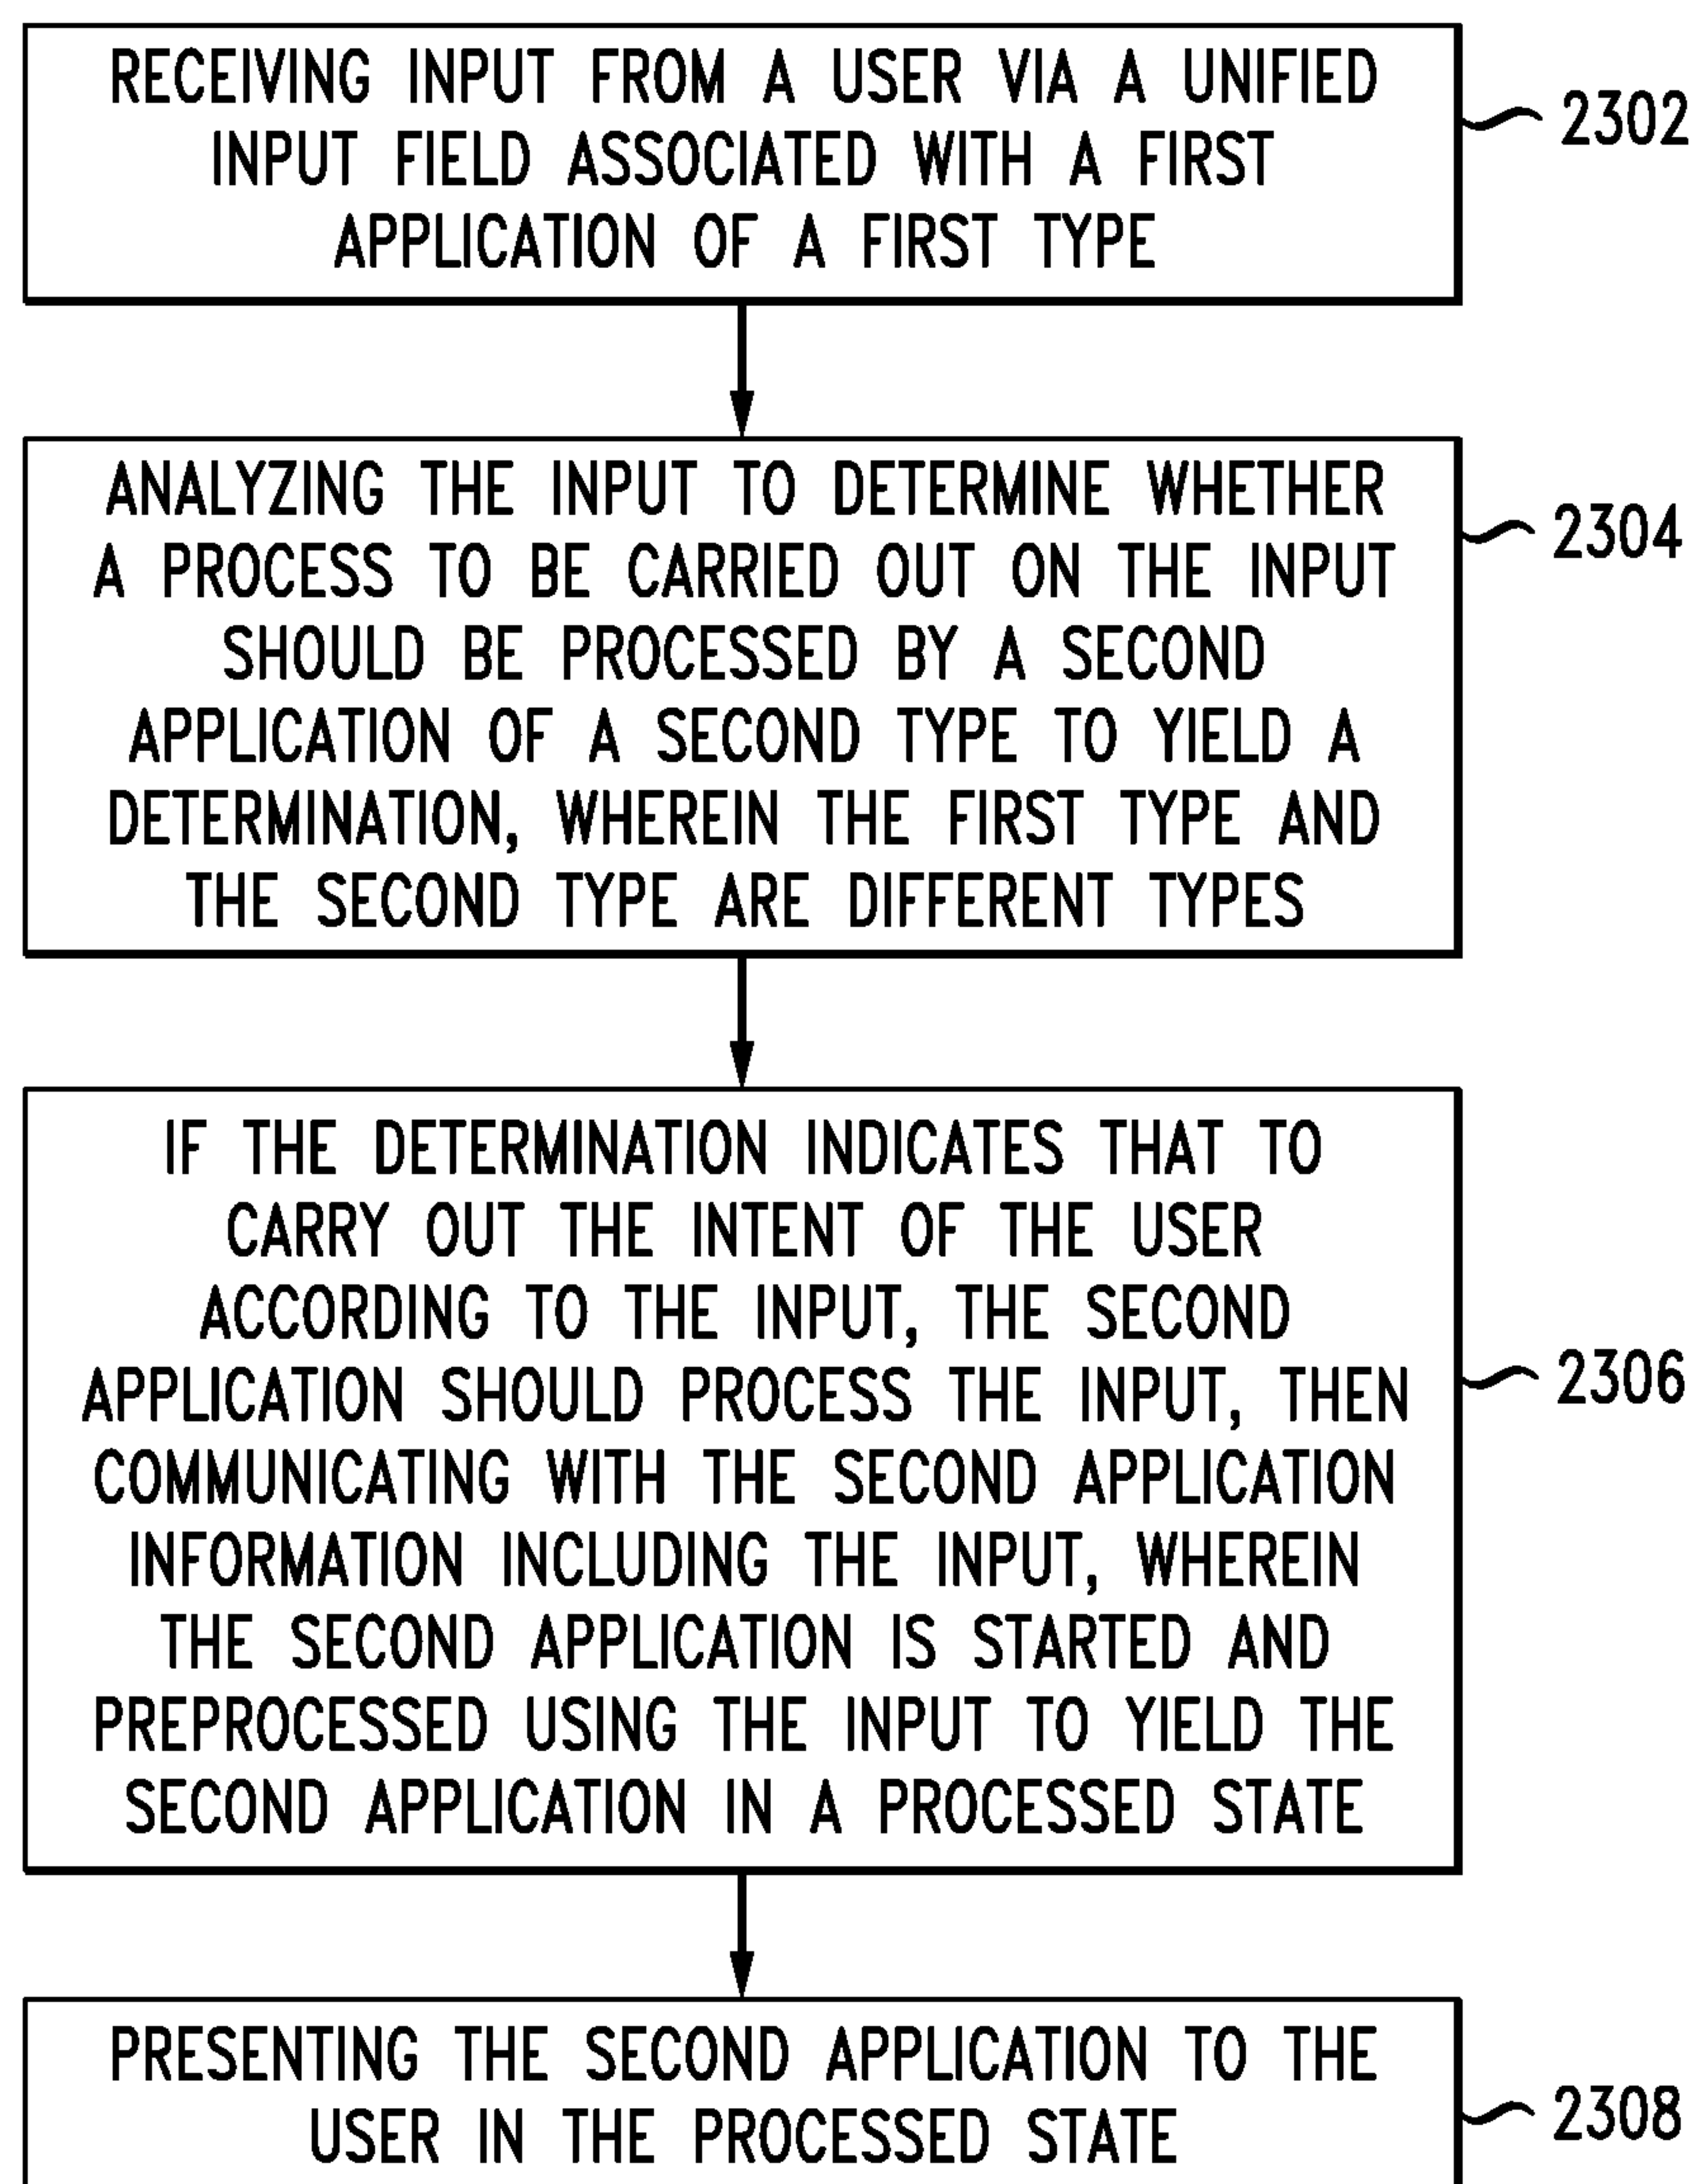 RECEIVING INPUT FROM A USER VIA A UNIFIED
INPUT FIELD ASSOCIATED WITH A FIRST
APPLICATION OF A FIRST TYPE
2302
ANALYZING THE INPUT TO DETERMINE WHETHER
A PROCESS TO BE CARRIED OUT ON THE INPUT
SHOULD BE PROCESSED BY A SECOND
APPLICATION OF A SECOND TYPE TO YIELD A
DETERMINATION, WHEREIN THE FIRST TYPE AND
THE SECOND TYPE ARE DIFFERENT TYPES
2304
IF THE DETERMINATION INDICATES THAT TO
CARRY OUT THE INTENT OF THE USER
ACCORDING TO THE INPUT, THE SECOND
APPLICATION SHOULD PROCESS THE INPUT, THEN
COMMUNICATING WITH THE SECOND APPLICATION
INFORMATION INCLUDING THE INPUT, WHEREIN
THE SECOND APPLICATION IS STARTED AND
PREPROCESSED USING THE INPUT TO YIELD THE
SECOND APPLICATION IN A PROCESSED STATE
2306
PRESENTING THE SECOND APPLICATION TO THE
USER IN THE PROCESSED STATE
2308